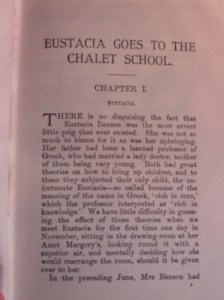 EUSTACIA GOES TO THE
CHALET SCHOOL.
CHAPTER I.
EUSTACIA.
THERE is no disguising the fact that
Eustacia Benson was the most arrant
little prig that ever existed. She was not so
much to blame for it as was her upbringing.
Her father had been a learned professor of
Greek, who had married a lady doctor, neither
of them being very young. Both had great
theories on how to bring up children, and to
these they subjected their only child, the un-
fortunate Eustacia—so called because of the
meaning of the name in Greek, ' rich in corn,'
which the professor interpreted as ' rich in
knowledge.' We have little difficulty in guess-
ing the effect of those theories when we
meet Eustacia for the first time one day in
November, sitting in the drawing room at her
Aunt Margery's, looking round it with a
superior air, and mentally deciding how she
would rearrange the room, should it be given
over to her.
In the preceding June, Mrs Benson had